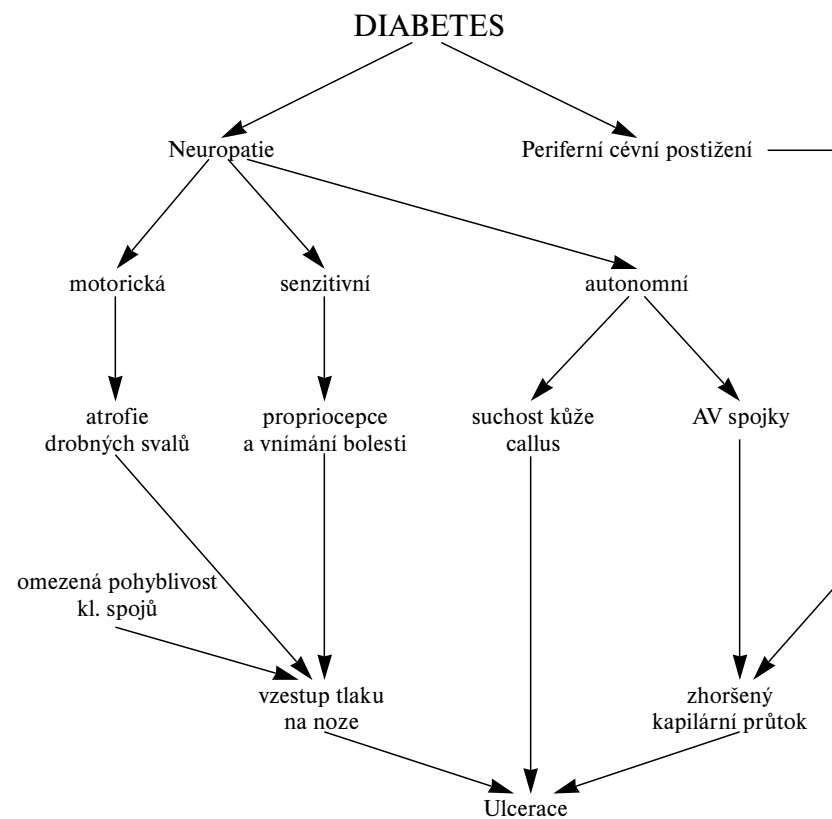 DIABETES
Neuropatie
Periferní cévní postižení
motorická
senzitivní
autonomní
atrofie
drobných svalů
propriocepce
a vnímání bolesti
suchost kůže
callus
AV spojky
omezená pohyblivost
kl. spojů
vzestup tlaku
na noze
zhoršený
kapilární průtok
Ulcerace